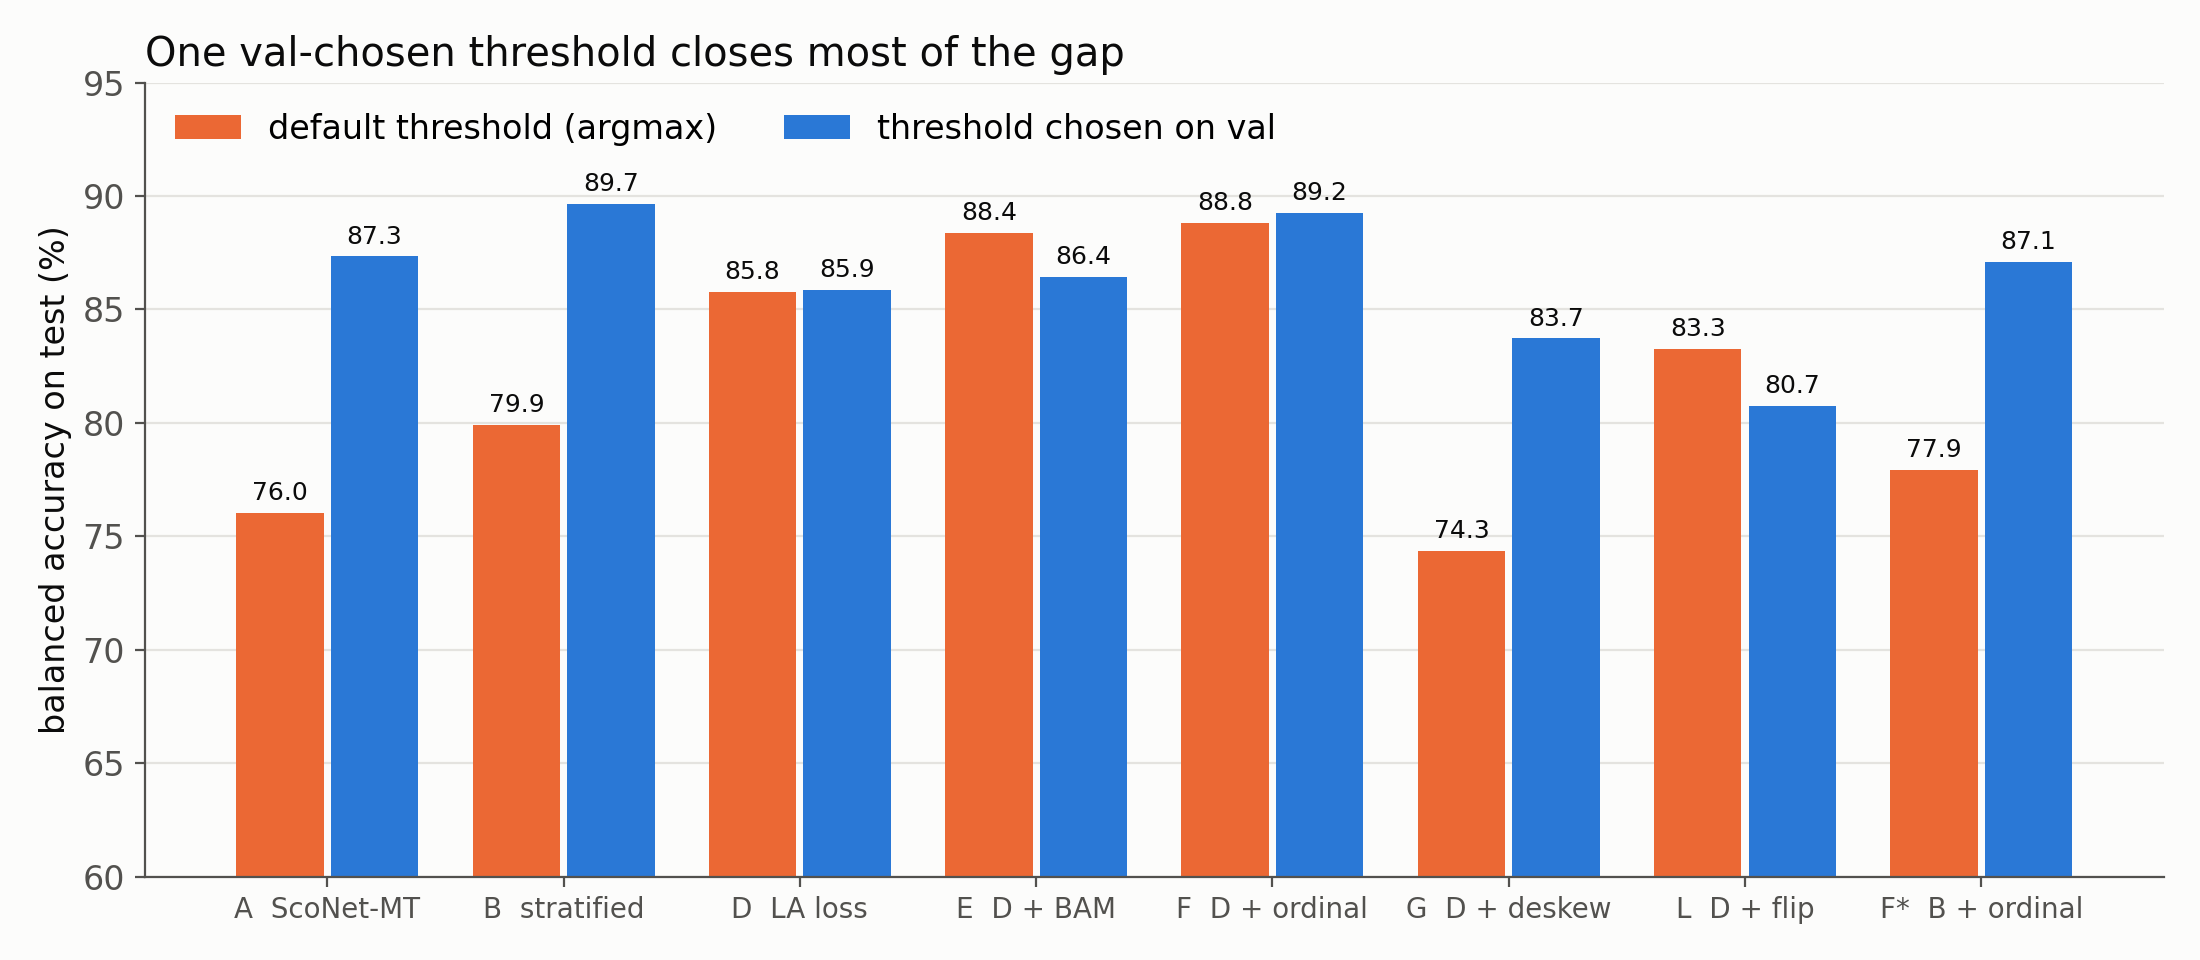 One val-chosen threshold closes most of the gap
default threshold (argmax)
threshold chosen on val
balanced accuracy on test (%)
95
90
85
80
75
70
65
60
76.0
87.3
79.9
89.7
85.8
85.9
88.4
86.4
88.8
89.2
74.3
83.7
83.3
80.7
77.9
87.1
A  ScoNet-MT
B  stratified
D  LA loss
E  D + BAM
F  D + ordinal
G  D + deskew
L  D + flip
F*  B + ordinal